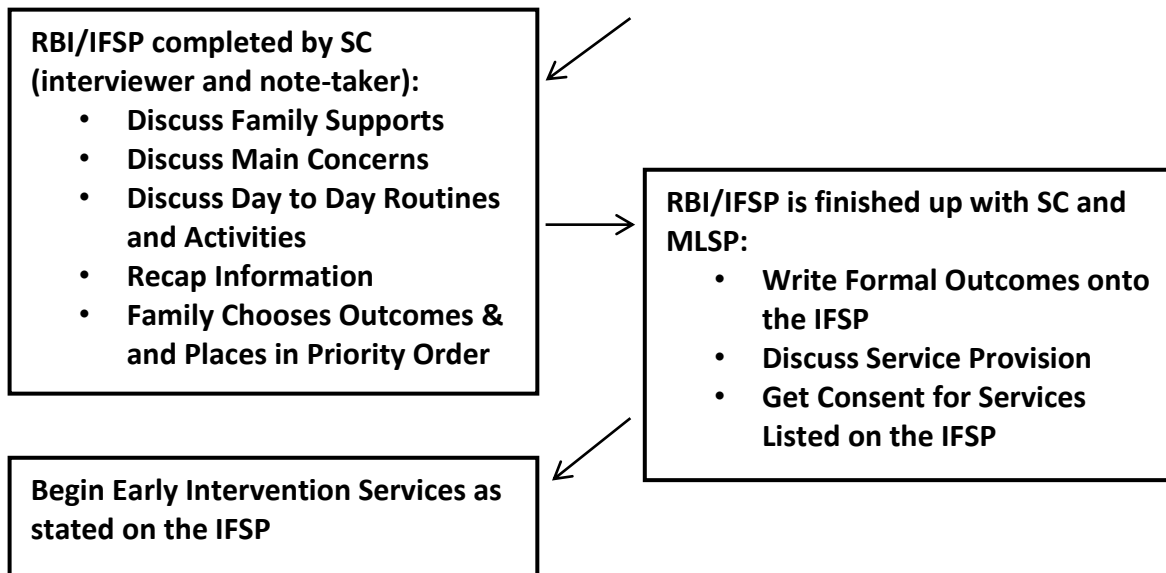 RBI/IFSP completed by SC
(interviewer and note-taker):
• Discuss Family Supports
• Discuss Main Concerns
• Discuss Day to Day Routines
and Activities
• Recap Information
• Family Chooses Outcomes &
and Places in Priority Order
RBI/IFSP is finished up with SC and
MLSP:
• Write Formal Outcomes onto
the IFSP
• Discuss Service Provision
• Get Consent for Services
Listed on the IFSP
Begin Early Intervention Services as
stated on the IFSP